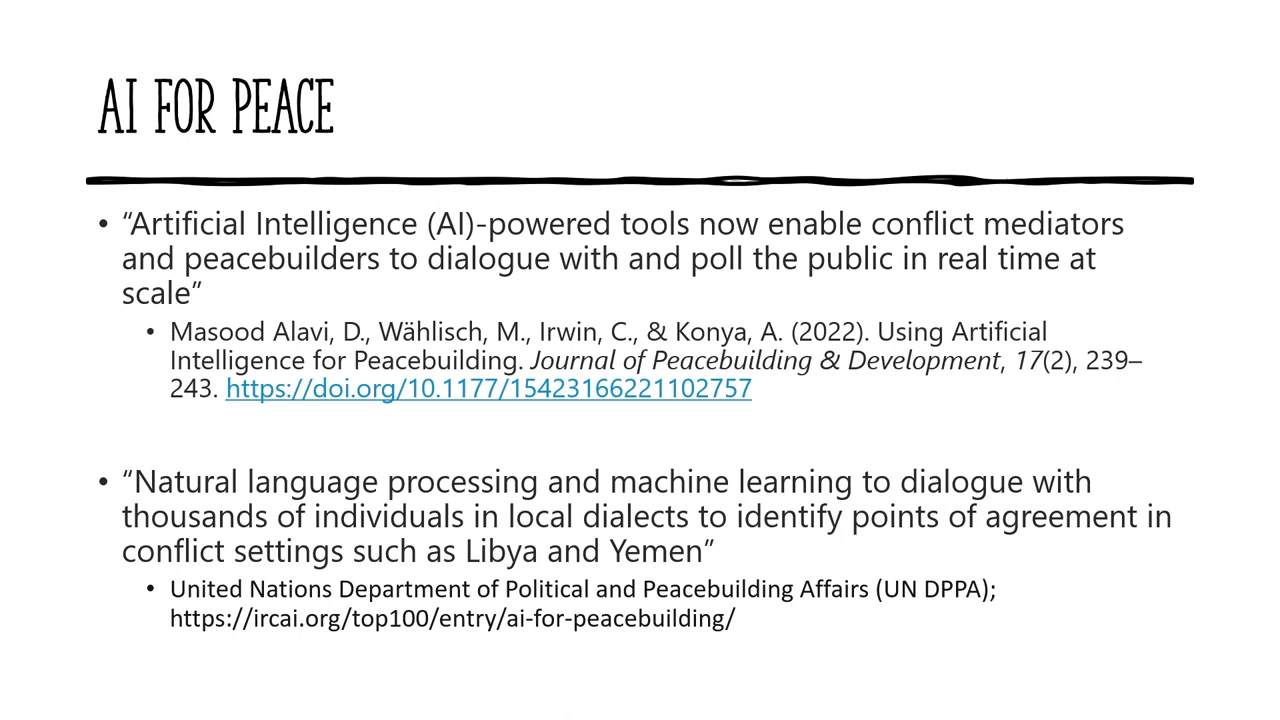 AI FOR PEACE
• “Artificial Intelligence (AI)-powered tools now enable conflict mediators
and peacebuilders to dialogue with and poll the public in real time at
scale”
• Masood Alavi, D., Wählisch, M., Irwin, C., & Konya, A. (2022). Using Artificial
Intelligence for Peacebuilding. Journal of Peacebuilding & Development, 17(2), 239–
243. https://doi.org/10.1177/15423166221102757
• “Natural language processing and machine learning to dialogue with
thousands of individuals in local dialects to identify points of agreement in
conflict settings such as Libya and Yemen”
• United Nations Department of Political and Peacebuilding Affairs (UN DPPA);
https://ircai.org/top100/entry/ai-for-peacebuilding/